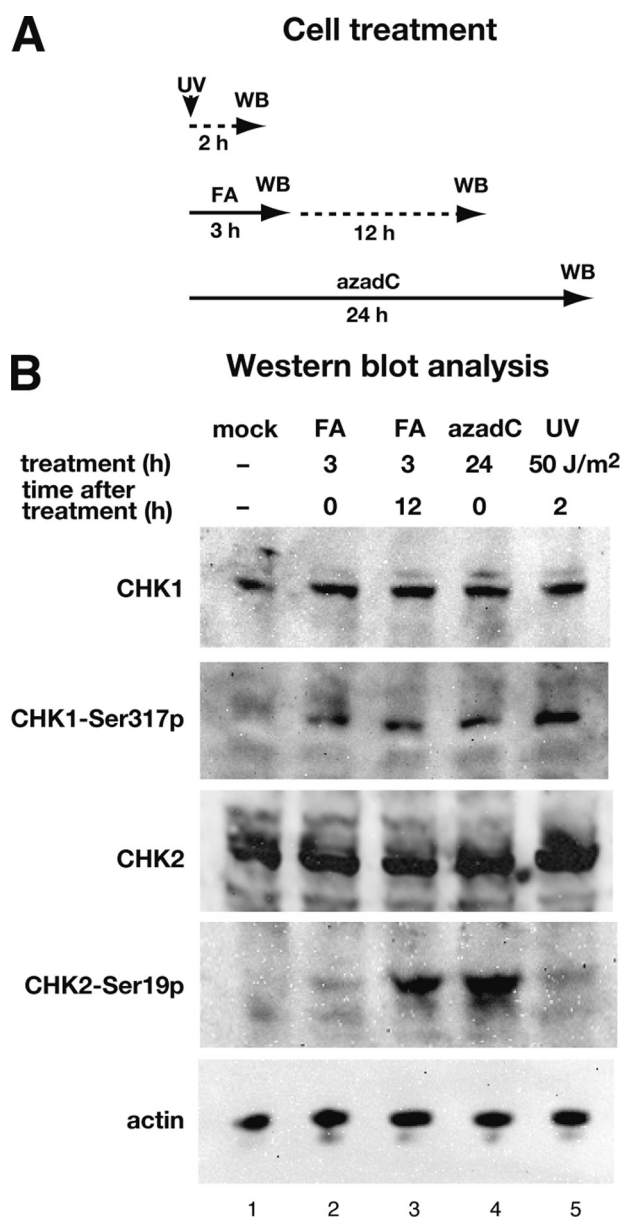 A
Cell treatment
UV
WB
2 h
FA
WB
WB
3 h
12 h
azadC
WB
24 h
B
Western blot analysis
mock FA FA azadC UV
treatment (h) – 3 3 24 50 J/m2
time after
treatment (h) – 0 12 0 2
CHK1
CHK1-Ser317p
CHK2
CHK2-Ser19p
actin
1 2 3 4 5